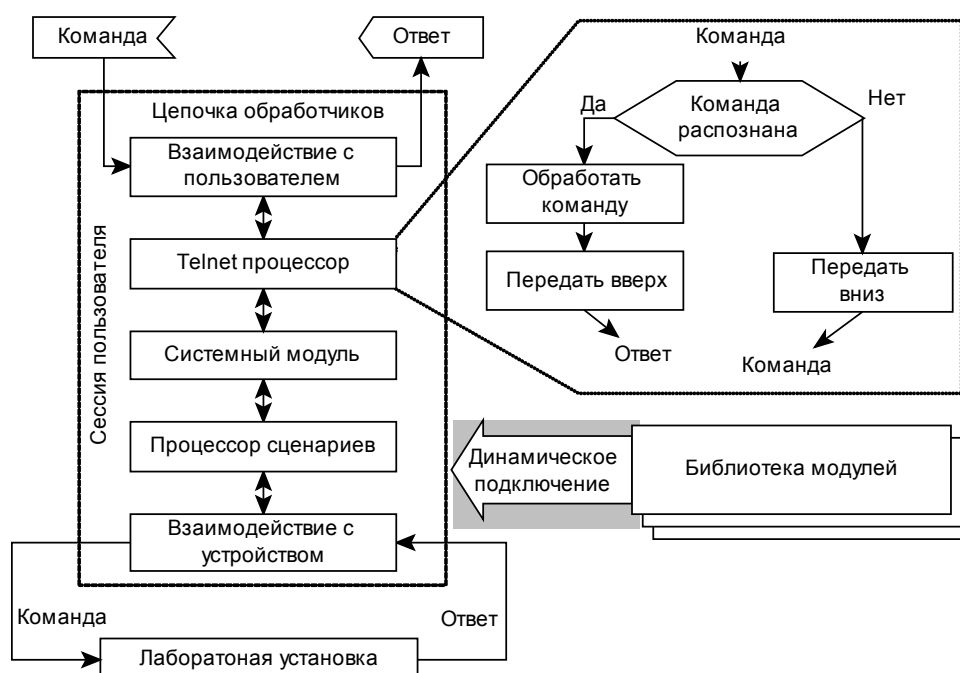 Команда
Ответ
Цепочка обработчиков
Взаимодействие с
пользователем
Telnet процессор
Системный модуль
Процессор сценариев
Взаимодействие с
устройством
Сессия пользователя
Команда
Ответ
Лаборатоная установка
Команда
Команда
распознана
Да
Нет
Обработать
команду
Передать вверх
Передать
вниз
Ответ
Команда
Динамическое
подключение
Библиотека модулей